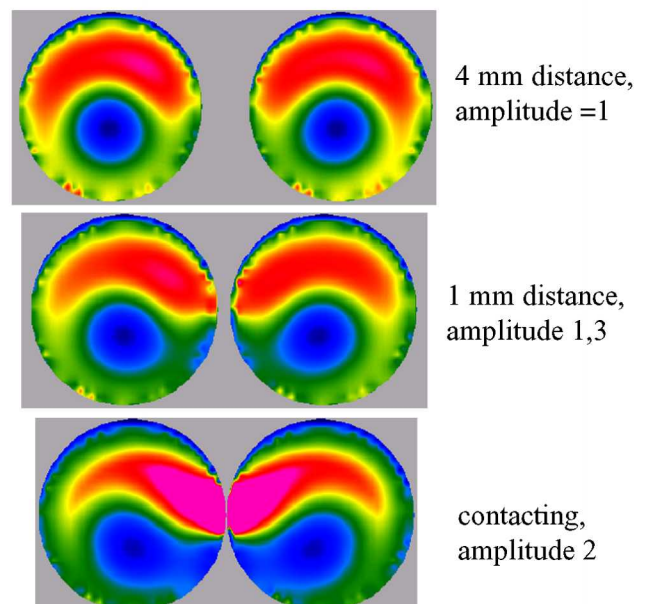 4 mm distance,
amplitude =1
1 mm distance,
amplitude 1,3
contacting,
amplitude 2